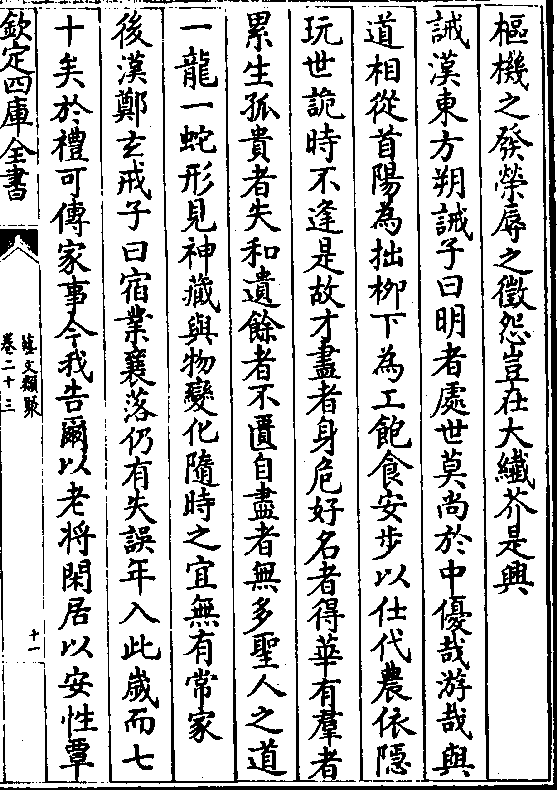 樞機之發榮辱之徵怨豈在大纎芥是興
誡漢東方朔誡子曰明者處世莫尚於中優哉游哉與
道相從首陽為拙柳下為工飽食安步以仕代農依隱
玩世詭時不逢是故才盡者身危好名者得華有羣者
累生孤貴者失和遺餘者不匱自盡者無多聖人之道
一龍一蛇形見神藏與物變化隨時之宜無有常家
後漢鄭玄戒子曰宿業衰落仍有失誤年入此歲而七
十矣於禮可傳家事今我告爾以老将閑居以安性覃
欽定四庫全書
藝文類聚
卷二十三
十一